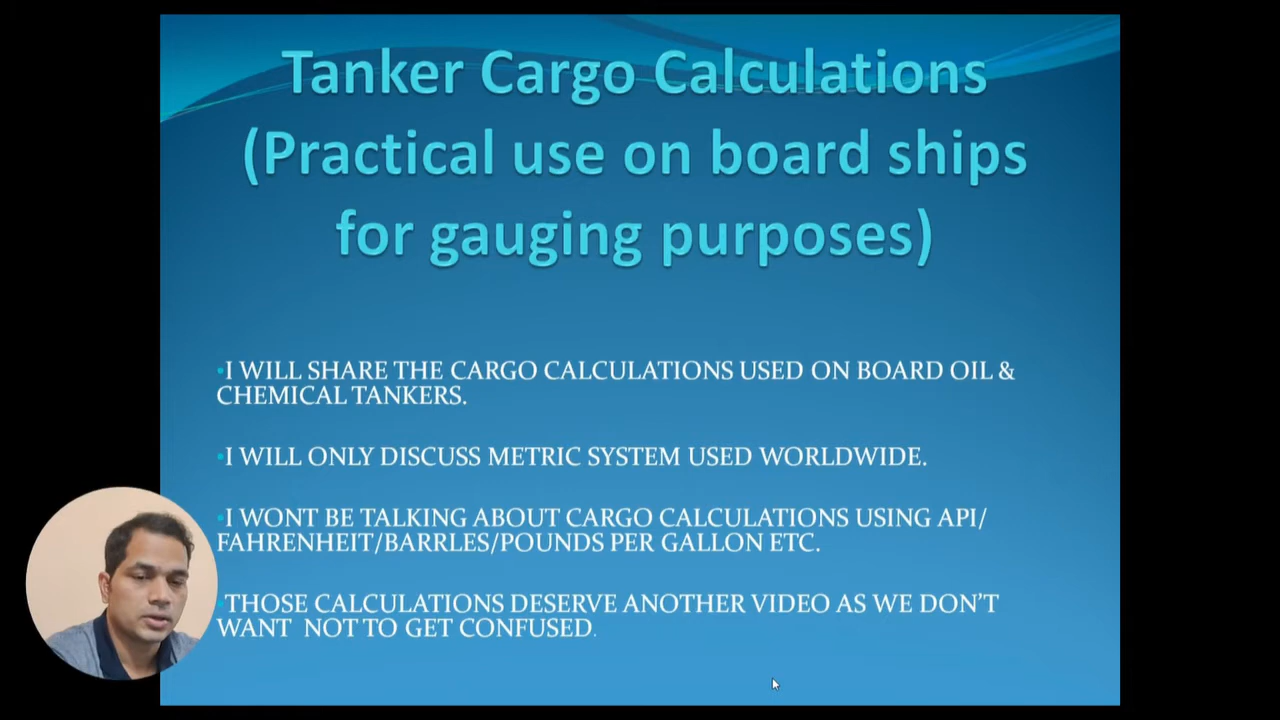 Tanker Cargo Calculations
(Practical use on board ships
for gauging purposes)
•I WILL SHARE THE CARGO CALCULATIONS USED ON BOARD OIL &
CHEMICAL TANKERS.
•I WILL ONLY DISCUSS METRIC SYSTEM USED WORLDWIDE.
•I WONT BE TALKING ABOUT CARGO CALCULATIONS USING API/
FAHRENHEIT/BARRLES/POUNDS PER GALLON ETC.
•THOSE CALCULATIONS DESERVE ANOTHER VIDEO AS WE DON'T
WANT  NOT TO GET CONFUSED.